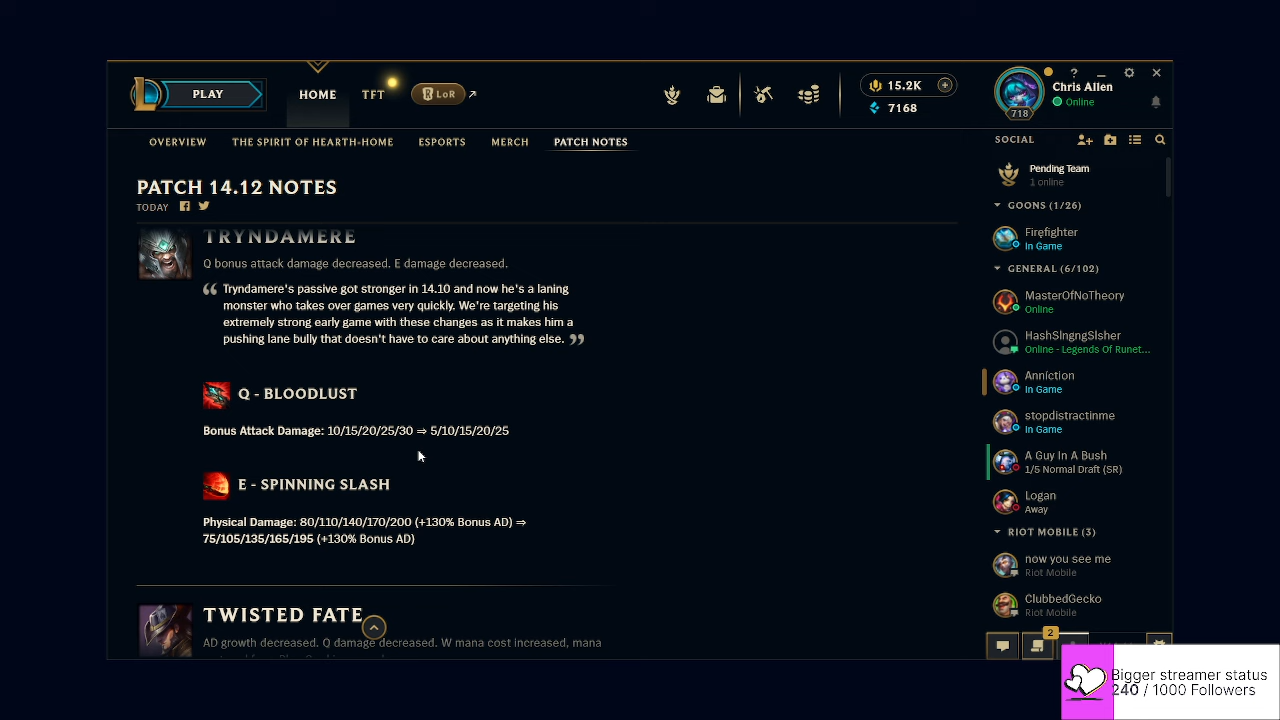 PLAY
HOME
TFT
LoR
15.2K
7168
718
?
Chris Allen
Online
OVERVIEW
THE SPIRIT OF HEARTH-HOME
ESPORTS
MERCH
PATCH NOTES
PATCH 14.12 NOTES
TODAY
TRYNDAMERE
Q bonus attack damage decreased. E damage decreased.
Tryndamere's passive got stronger in 14.10 and now he's a laning
monster who takes over games very quickly. We're targeting his
extremely strong early game with these changes as it makes him a
pushing lane bully that doesn't have to care about anything else.
Q - BLOODLUST
Bonus Attack Damage: 10/15/20/25/30 ⇒ 5/10/15/20/25
E - SPINNING SLASH
Physical Damage: 80/110/140/170/200 (+130% Bonus AD) ⇒
75/105/135/165/195 (+130% Bonus AD)
TWISTED FATE
AD growth decreased. Q damage decreased. W mana cost increased, mana
SOCIAL
Pending Team
1 online
GOONS (1/26)
Firefighter
In Game
GENERAL (6/102)
MasterOfNoTheory
Online
HashSlngngSlsher
Online - Legends Of Runet...
Anniction
In Game
stopdistractinme
In Game
A Guy In A Bush
1/5 Normal Draft (SR)
Logan
Away
RIOT MOBILE (3)
now you see me
Riot Mobile
ClubbedGecko
Riot Mobile
2
Bigger streamer status
240 / 1000 Followers